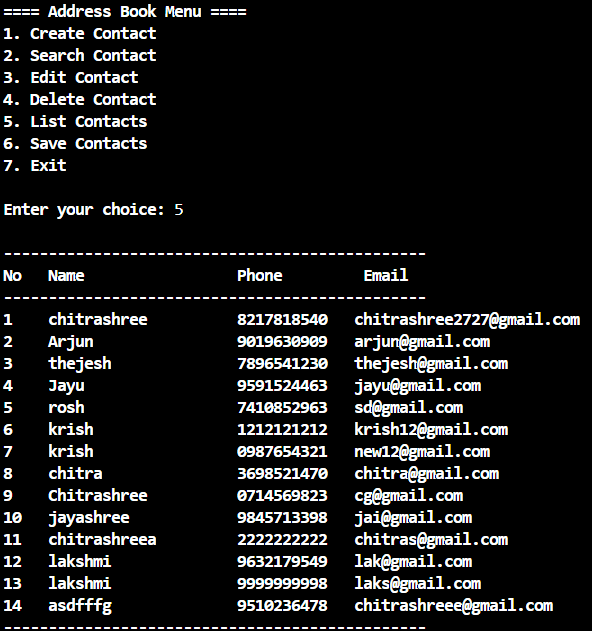 ==== Address Book Menu ====
1. Create Contact
2. Search Contact
3. Edit Contact
4. Delete Contact
5. List Contacts
6. Save Contacts
7. Exit
Enter your choice: 5
-----------------------------------------------
No   Name                 Phone         Email
-----------------------------------------------
1    chitrashree          8217818540   chitrashree2727@gmail.com
2    Arjun                9019630909   arjun@gmail.com
3    thejesh              7896541230   thejesh@gmail.com
4    Jayu                 9591524463   jayu@gmail.com
5    rosh                 7410852963   sd@gmail.com
6    krish                1212121212   krish12@gmail.com
7    krish                0987654321   new12@gmail.com
8    chitra               3698521470   chitra@gmail.com
9    Chitrashree          0714569823   cg@gmail.com
10   jayashree            9845713398   jai@gmail.com
11   chitrashreea         2222222222   chitras@gmail.com
12   lakshmi              9632179549   lak@gmail.com
13   lakshmi              9999999998   laks@gmail.com
14   asdfffg              9510236478   chitrashreee@gmail.com
-----------------------------------------------